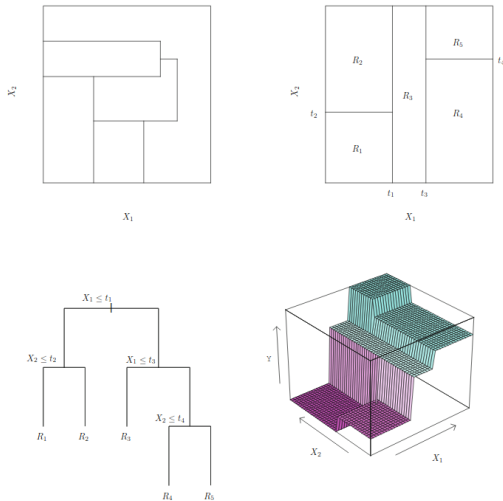 X₂
X₁
X₂
t₂
R₂
R₁
R₃
R₅
R₄
t₁
t₃
X₁
X₁ ≤ t₁
X₂ ≤ t₂
X₁ ≤ t₃
X₂ ≤ t₄
R₁
R₂
R₃
R₄
R₅
X₂
X₁